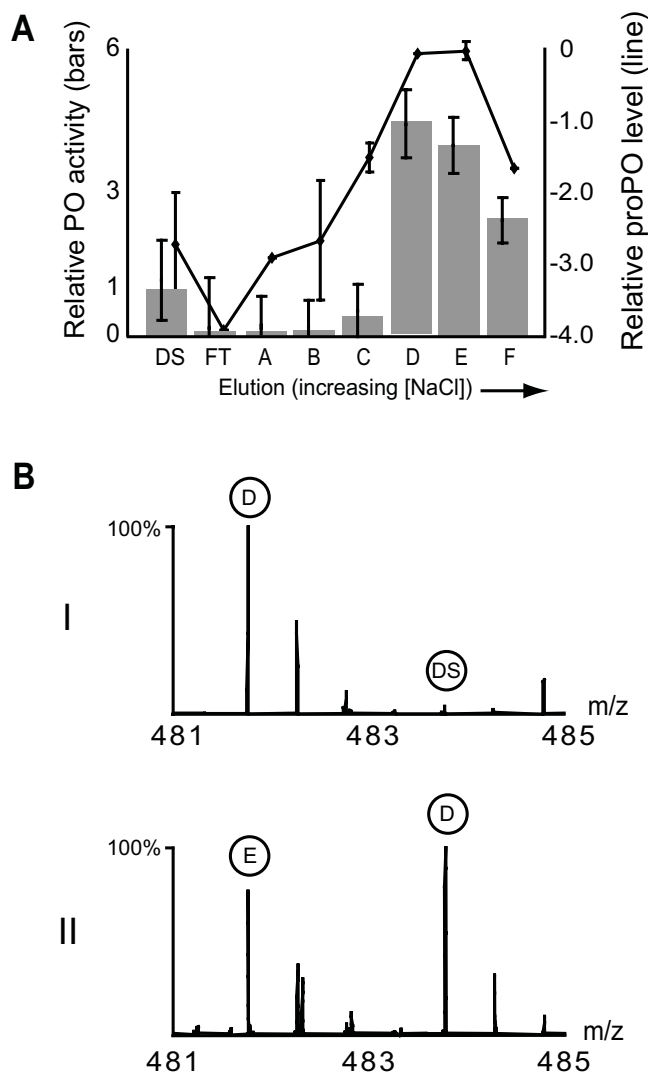 A
Relative PO activity (bars)
6
3
1
0
0
-1.0
-2.0
-3.0
-4.0
Relative proPO level (line)
DS FT A B C D E F
Elution (increasing [NaCl])
B
I
100%
D
DS
m/z
481 483 485
II
100%
E
D
m/z
481 483 485